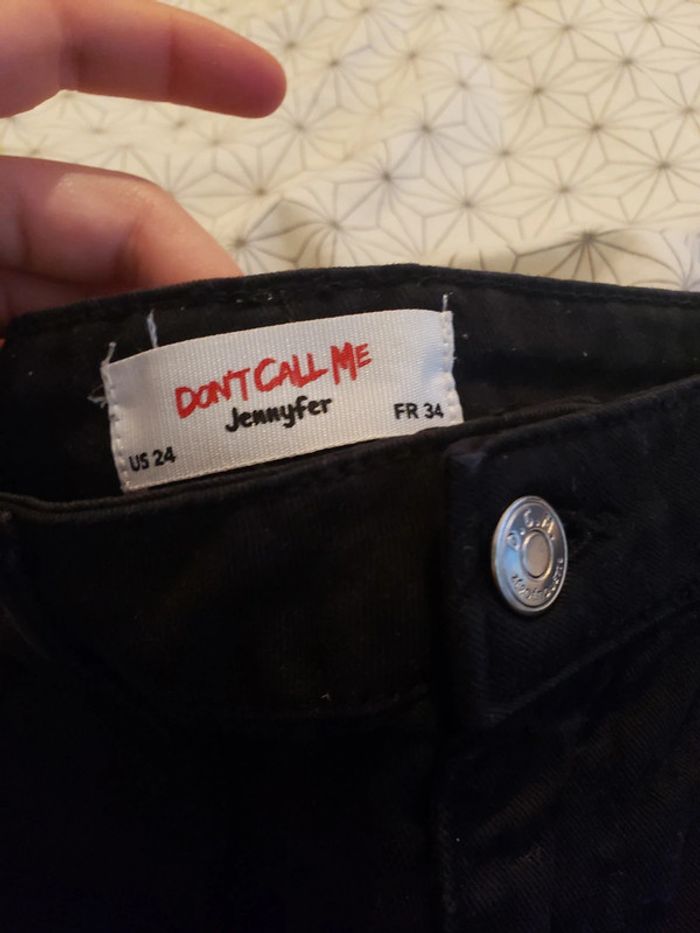 DON'T CALL ME
Jennyfer
US 24
FR 34
D.C.M.